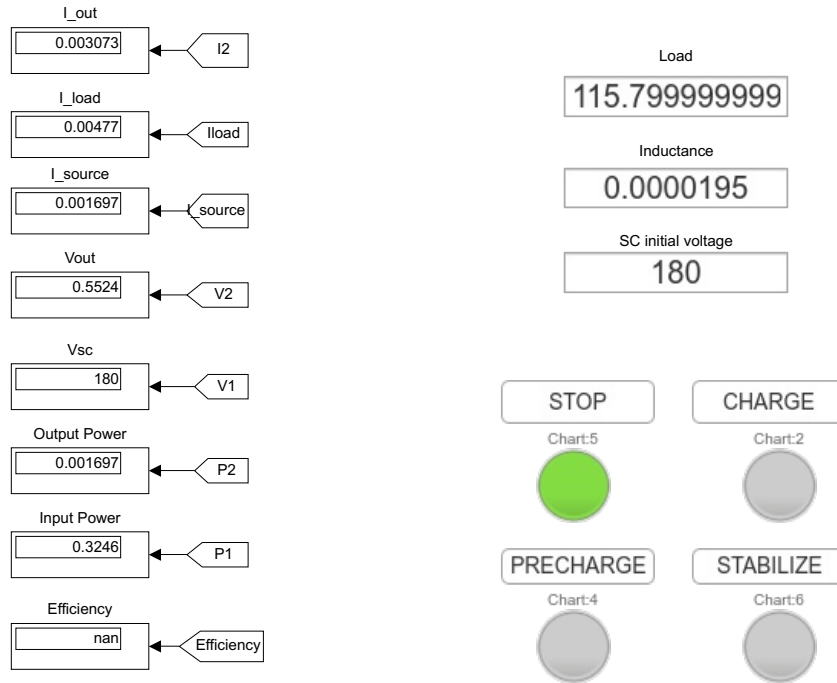 I_out
0.003073
I2
I_load
0.00477
Iload
I_source
0.001697
I_source
Vout
0.5524
V2
Vsc
180
V1
Output Power
0.001697
P2
Input Power
0.3246
P1
Efficiency
nan
Efficiency
Load
115.799999999
Inductance
0.0000195
SC initial voltage
180
STOP
CHARGE
Chart:5
Chart:2
PRECHARGE
STABILIZE
Chart:4
Chart:6